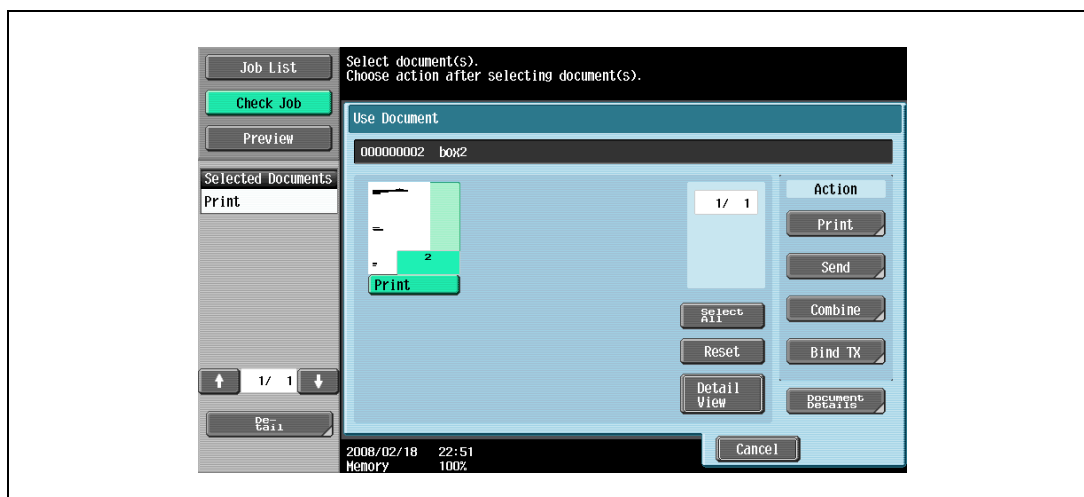 Job List
Check Job
Preview
Selected Documents
Print
1/ 1
De-
tail
Select document(s).
Choose action after selecting document(s).
Use Document
000000002 box2
2
Print
1/ 1
Select
All
Reset
Detail
View
Action
Print
Send
Combine
Bind TX
Document
Details
Cancel
2008/02/18 22:51
Memory 100%